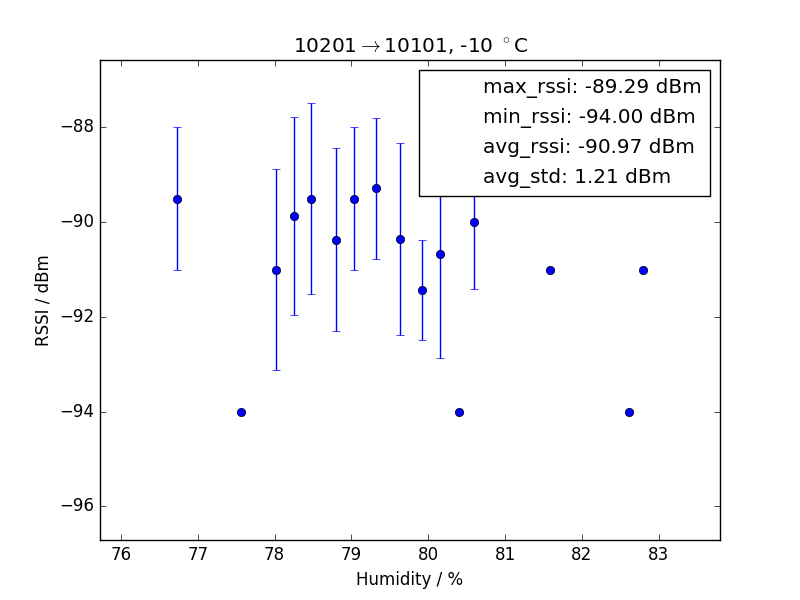 10201→10101, -10 °C
max_rssi: -89.29 dBm
min_rssi: -94.00 dBm
avg_rssi: -90.97 dBm
avg_std: 1.21 dBm
RSSI / dBm
−88
−90
−92
−94
−96
76 77 78 79 80 81 82 83
Humidity / %